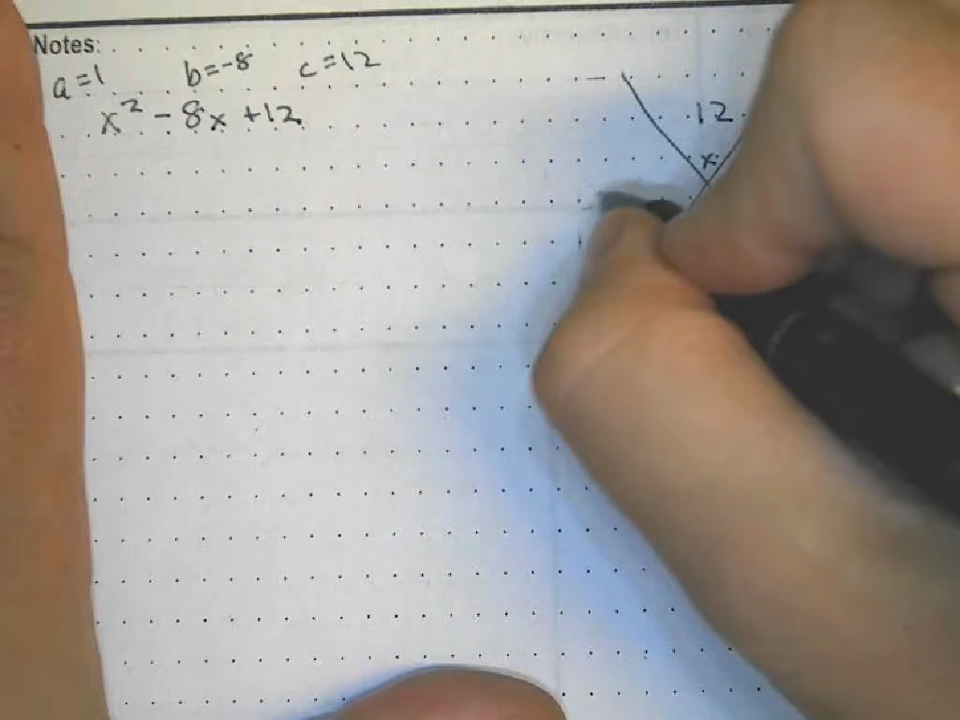 Notes:
a=1 b=-8 c=12
x² - 8x +12
12
x